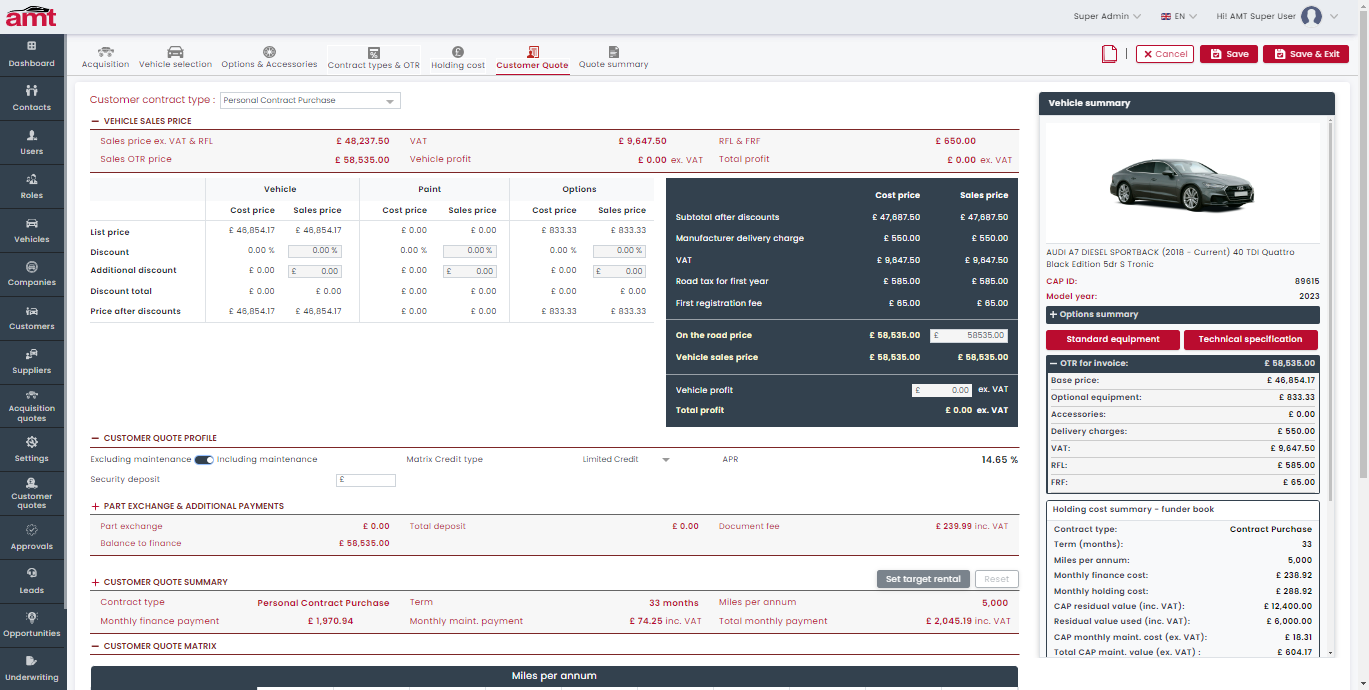 amt
Super Admin
EN
Hi! AMT Super User
Dashboard
Contacts
Users
Roles
Vehicles
Companies
Customers
Suppliers
Acquisition
quotes
Settings
Customer
quotes
Approvals
Leads
Opportunities
Underwriting
Acquisition Vehicle selection Options & Accessories Contract types & OTR Holding cost Customer Quote Quote summary
Cancel Save Save & Exit
Customer contract type : Personal Contract Purchase
VEHICLE SALES PRICE
Sales price ex. VAT & RFL £ 48,237.50 VAT £ 9,647.50 RFL & FRF £ 650.00
Sales OTR price £ 58,535.00 Vehicle profit £ 0.00 ex. VAT Total profit £ 0.00 ex. VAT
Vehicle Paint Options
Cost price Sales price Cost price Sales price Cost price Sales price
List price £ 46,854.17 £ 46,854.17 £ 0.00 £ 0.00 £ 833.33 £ 833.33
Discount 0.00 % 0.00 % 0.00 % 0.00 % 0.00 % 0.00 %
Additional discount £ 0.00 £ 0.00 £ 0.00 £ 0.00 £ 0.00 £ 0.00
Discount total £ 0.00 £ 0.00 £ 0.00 £ 0.00 £ 0.00 £ 0.00
Price after discounts £ 46,854.17 £ 46,854.17 £ 0.00 £ 0.00 £ 833.33 £ 833.33
Cost price Sales price
Subtotal after discounts £ 47,687.50 £ 47,687.50
Manufacturer delivery charge £ 550.00 £ 550.00
VAT £ 9,647.50 £ 9,647.50
Road tax for first year £ 585.00 £ 585.00
First registration fee £ 65.00 £ 65.00
On the road price £ 58,535.00 £ 58535.00
Vehicle sales price £ 58,535.00 £ 58,535.00
Vehicle profit £ 0.00 ex. VAT
Total profit £ 0.00 ex. VAT
CUSTOMER QUOTE PROFILE
Excluding maintenance Including maintenance Matrix Credit type Limited Credit APR 14.65 %
Security deposit £
PART EXCHANGE & ADDITIONAL PAYMENTS
Part exchange £ 0.00 Total deposit £ 0.00 Document fee £ 239.99 inc. VAT
Balance to finance £ 58,535.00
CUSTOMER QUOTE SUMMARY Set target rental Reset
Contract type Personal Contract Purchase Term 33 months Miles per annum 5,000
Monthly finance payment £ 1,970.94 Monthly maint. payment £ 74.25 inc. VAT Total monthly payment £ 2,045.19 inc. VAT
CUSTOMER QUOTE MATRIX
Miles per annum
Vehicle summary
AUDI A7 DIESEL SPORTBACK (2018 - Current) 40 TDI Quattro
Black Edition 5dr S Tronic
CAP ID: 89615
Model year: 2023
Options summary
Standard equipment Technical specification
OTR for invoice: £ 58,535.00
Base price: £ 46,854.17
Optional equipment: £ 833.33
Accessories: £ 0.00
Delivery charges: £ 550.00
VAT: £ 9,647.50
RFL: £ 585.00
FRF: £ 65.00
Holding cost summary - funder book
Contract type: Contract Purchase
Term (months): 33
Miles per annum: 5,000
Monthly finance cost: £ 238.92
Monthly holding cost: £ 288.92
CAP residual value (inc. VAT): £ 12,400.00
Residual value used (inc. VAT): £ 6,000.00
CAP monthly maint. cost (ex. VAT): £ 18.31
Total CAP maint. value (ex. VAT) : £ 604.17